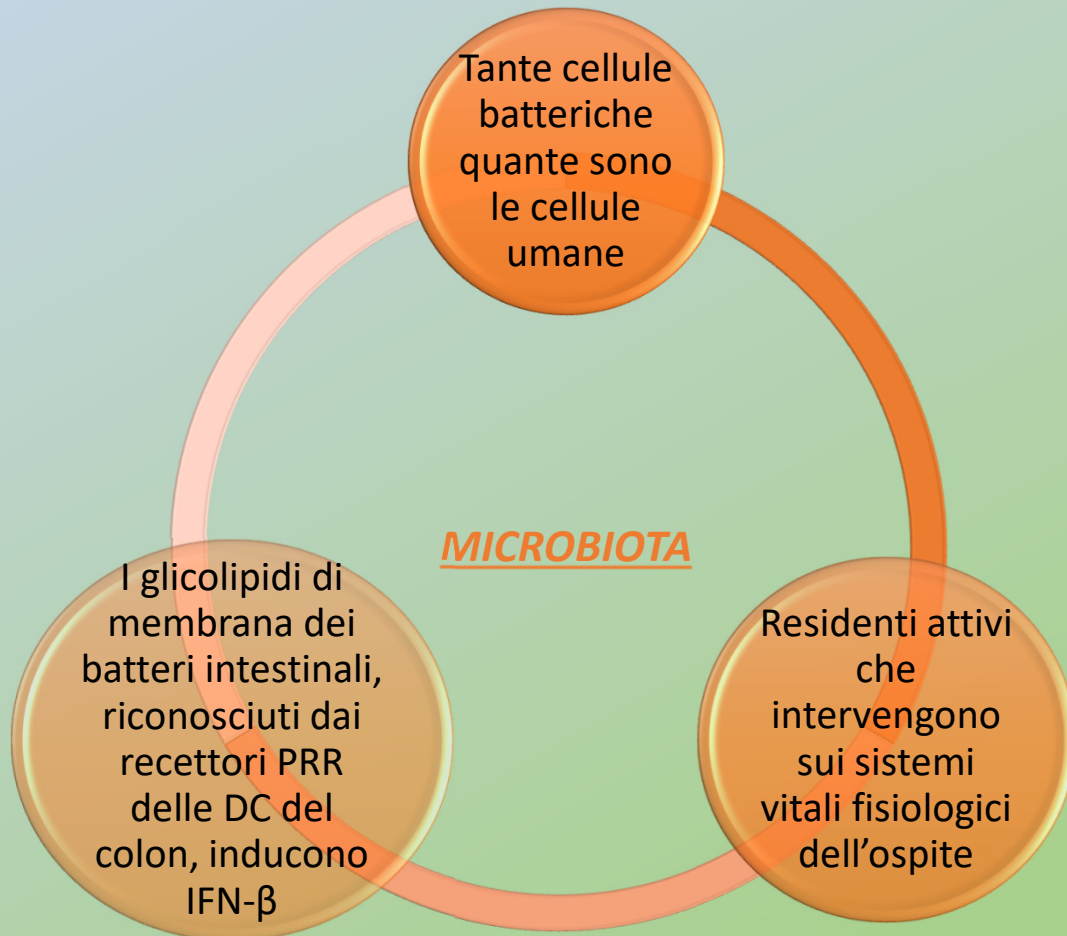 Tante cellule
batteriche
quante sono
le cellule
umane
MICROBIOTA
I glicolipidi di
membrana dei
batteri intestinali,
riconosciuti dai
recettori PRR
delle DC del
colon, inducono
IFN-β
Residenti attivi
che
intervengono
sui sistemi
vitali fisiologici
dell’ospite